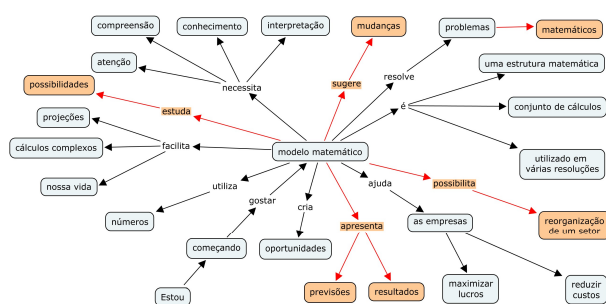 compreensão
conhecimento
interpretação
mudanças
problemas
matemáticos
atenção
necessita
sugere
resolve
uma estrutura matemática
possibilidades
estuda
é
conjunto de cálculos
projeções
cálculos complexos
facilita
modelo matemático
utilizado em
várias resoluções
nossa vida
utiliza
gostar
cria
ajuda
possibilita
números
apresenta
as empresas
reorganização
de um setor
começando
oportunidades
Estou
previsões
resultados
maximizar
lucros
reduzir
custos